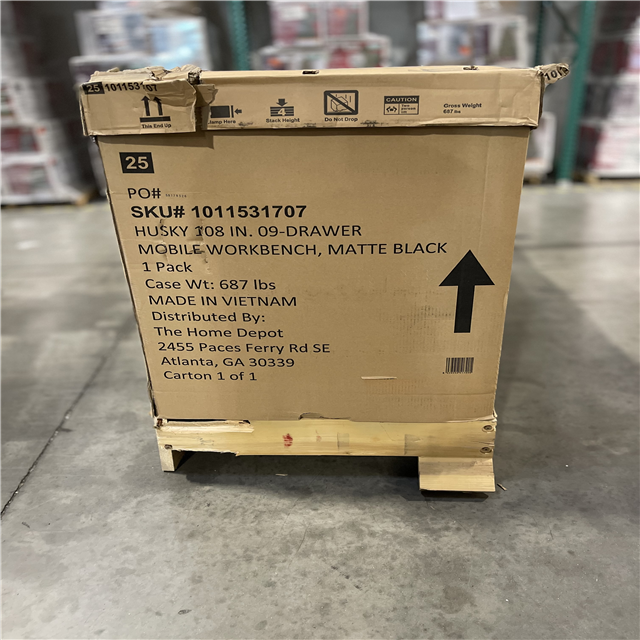 25 1011531707
This End Up
Jump Here
Stack Height
Do Not Drop
CAUTION
Gross Weight
687 lbs
25
PO#
SKU# 1011531707
HUSKY 108 IN. 09-DRAWER
MOBILE WORKBENCH, MATTE BLACK
1 Pack
Case Wt: 687 lbs
MADE IN VIETNAM
Distributed By:
The Home Depot
2455 Paces Ferry Rd SE
Atlanta, GA 30339
Carton 1 of 1